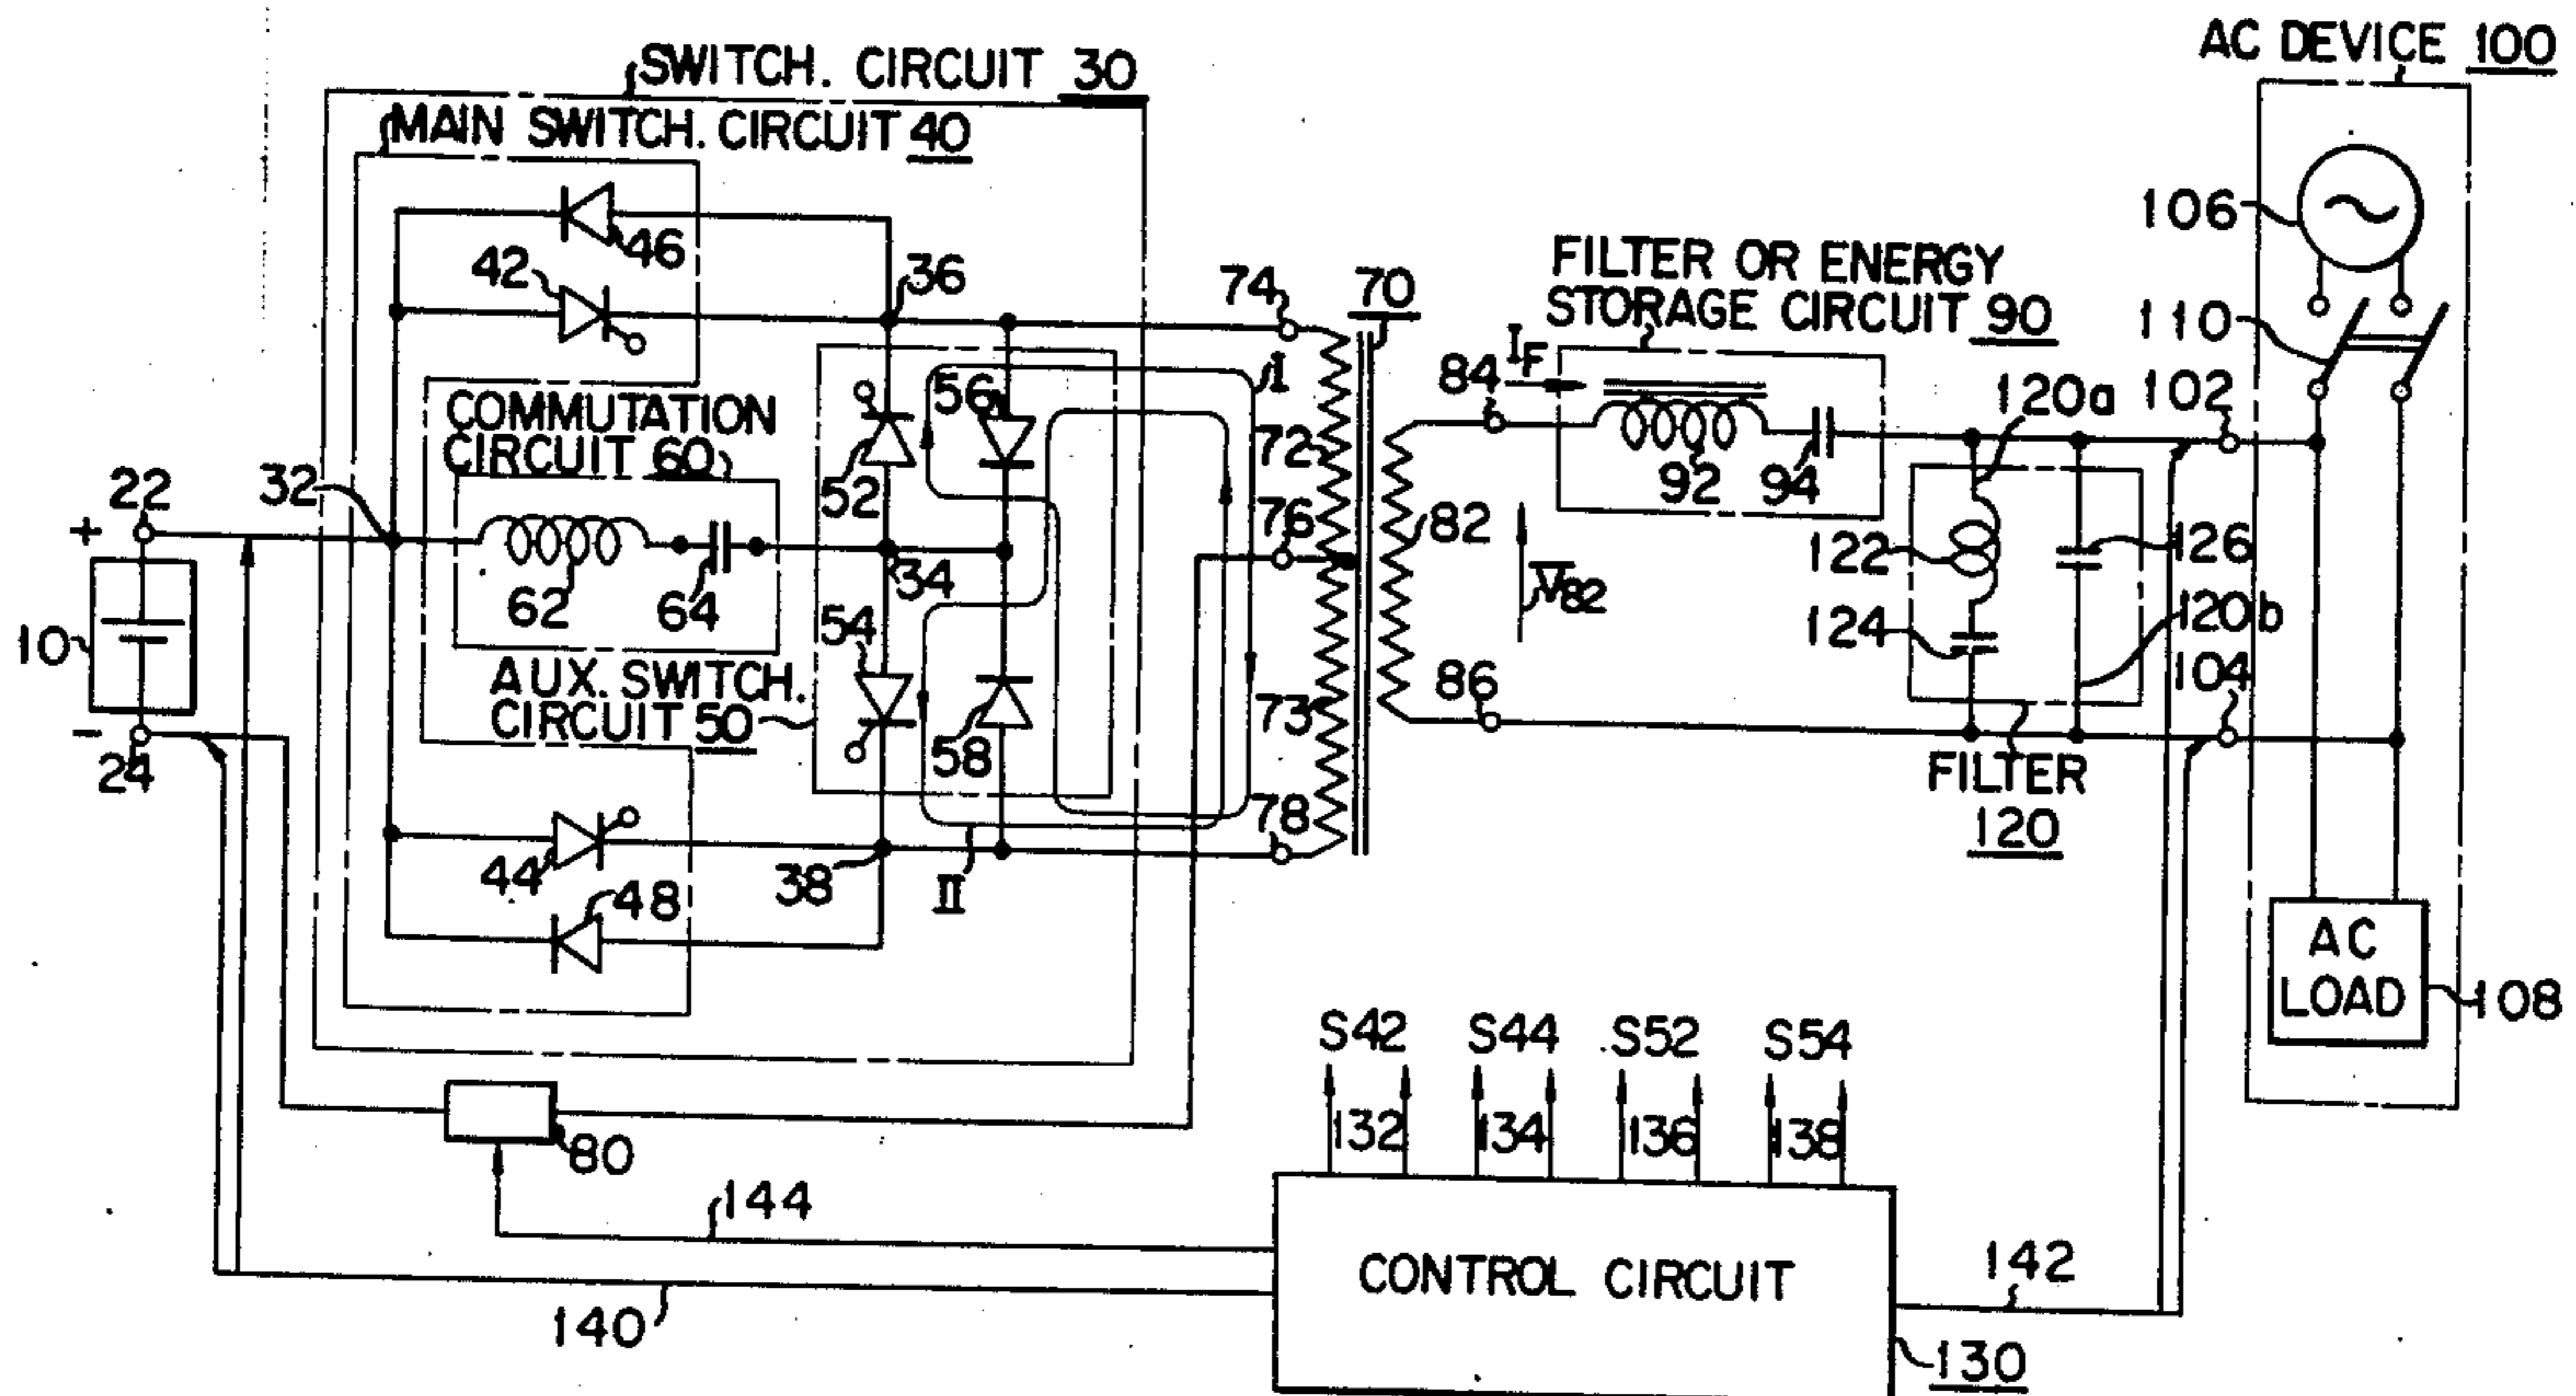 AC DEVICE 100
SWITCH. CIRCUIT 30
MAIN SWITCH. CIRCUIT 40
46
42
36
74
70
FILTER OR ENERGY
STORAGE CIRCUIT 90
106
110
I
IF
84
56
COMMUTATION
CIRCUIT 60
72
120a
102
22
32
52
92
94
+
76
82
34
62
64
122
126
V82
10
54
124
120b
AUX. SWITCH.
CIRCUIT 50
73
86
104
-
24
58
78
FILTER
120
44
48
38
II
AC
LOAD
108
S42
S44
S52
S54
132
134
136
138
80
144
CONTROL CIRCUIT
142
140
130